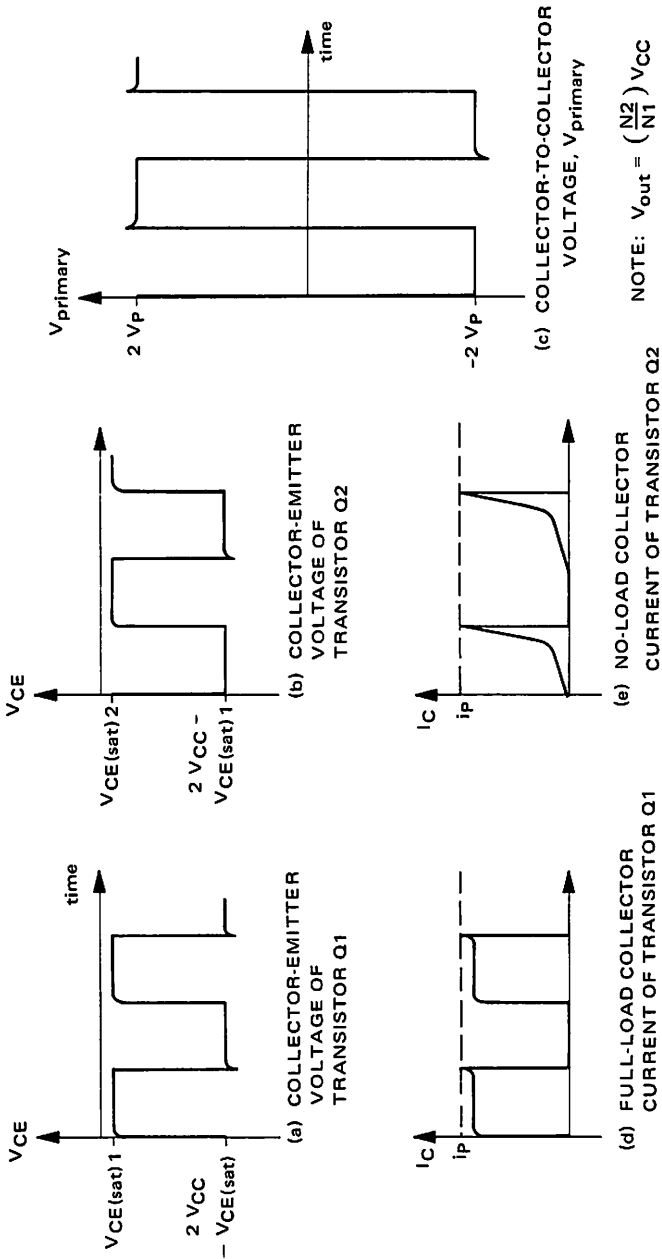 VCE
VCE(sat)1
2 VCC
– VCE(sat)
time
(a) COLLECTOR-EMITTER
VOLTAGE OF
TRANSISTOR Q1
VCE
VCE(sat)2
2 VCC –
VCE(sat)1
(b) COLLECTOR-EMITTER
VOLTAGE OF
TRANSISTOR Q2
Vprimary
2 VP
-2 VP
time
(c) COLLECTOR-TO-COLLECTOR
VOLTAGE, Vprimary
IC
iP
(d) FULL-LOAD COLLECTOR
CURRENT OF TRANSISTOR Q1
IC
iP
(e) NO-LOAD COLLECTOR
CURRENT OF TRANSISTOR Q2
NOTE: Vout = (N2/N1) VCC